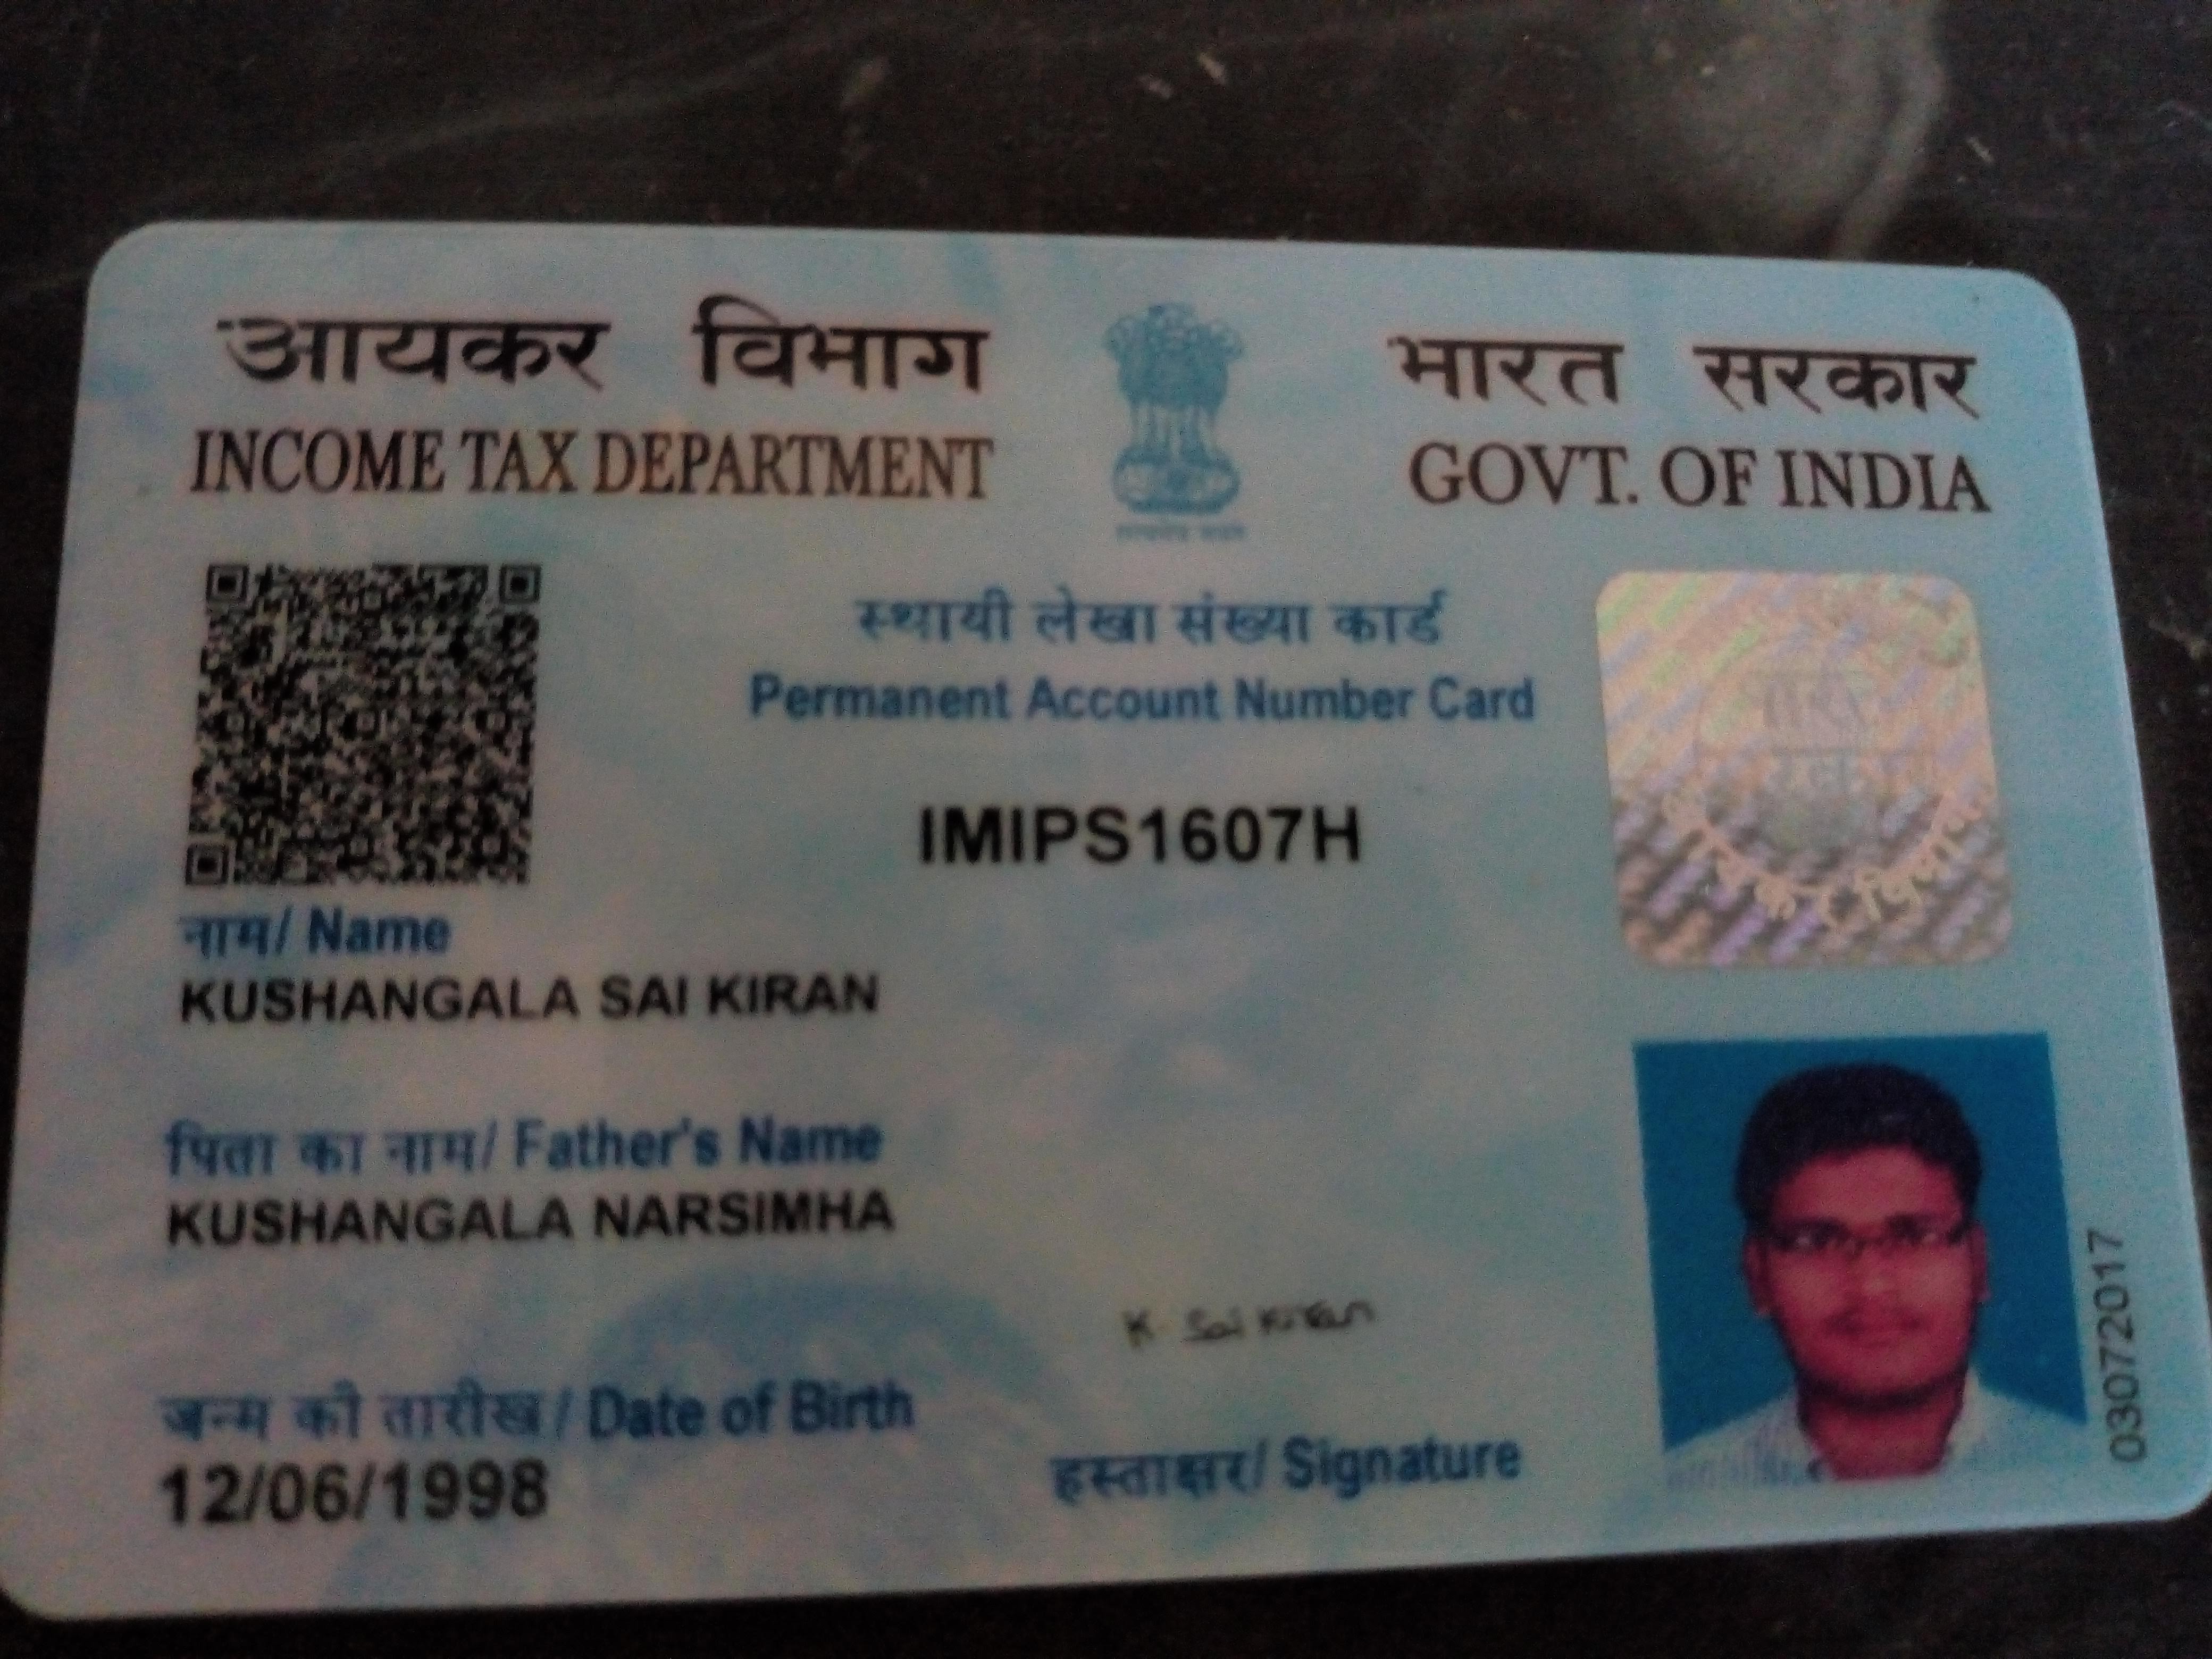 आयकर विभाग
INCOME TAX DEPARTMENT
भारत सरकार
GOVT. OF INDIA
स्थायी लेखा संख्या कार्ड
Permanent Account Number Card
IMIPS1607H
नाम/ Name
KUSHANGALA SAI KIRAN
पिता का नाम/ Father's Name
KUSHANGALA NARSIMHA
जन्म की तारीख/ Date of Birth
12/06/1998
K Sai Kiran
हस्ताक्षर/ Signature
03072017
आयकर विभाग